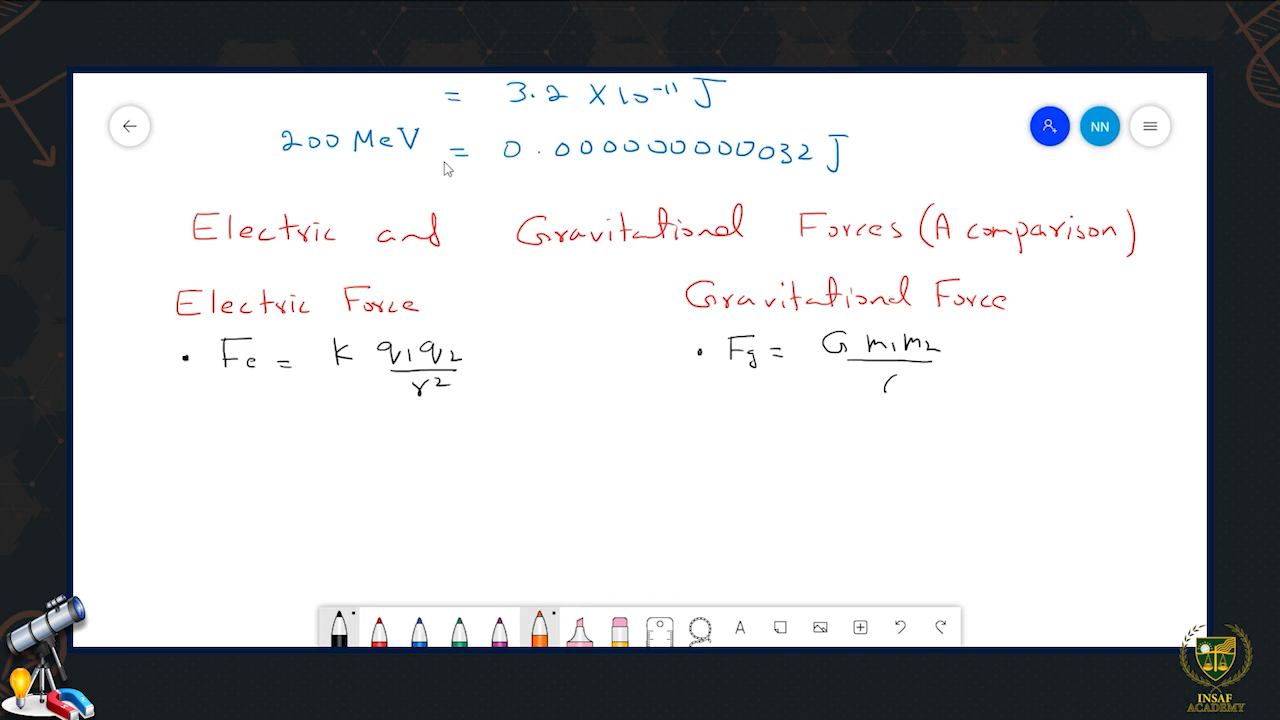 = 3.2 X 10⁻¹¹ J
200 MeV = 0.000000000032 J
NN
Electric and Gravitational Forces (A comparison)
Electric Force
Gravitational Force
• Fe = K q₁q₂
r²
• Fg = G m₁m₂
A
INSAF
ACADEMY